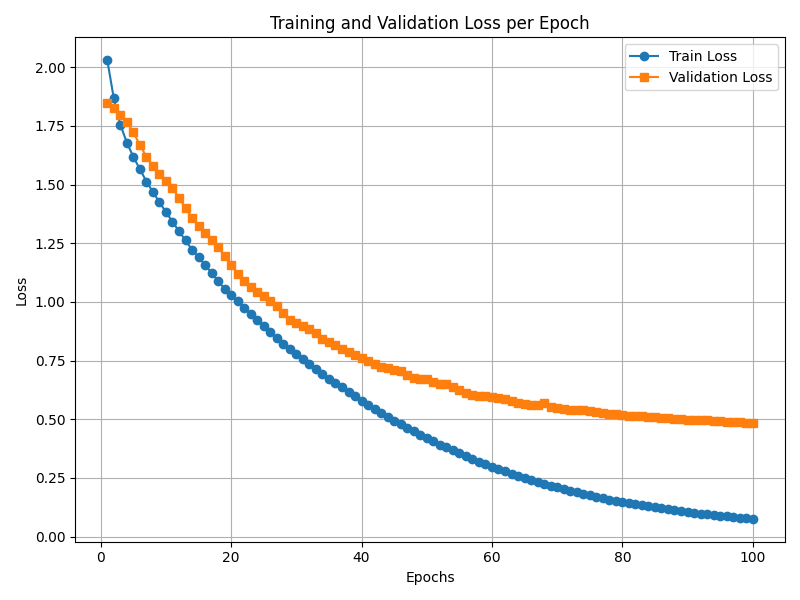 Training and Validation Loss per Epoch
Train Loss
Validation Loss
2.00
1.75
1.50
1.25
1.00
0.75
0.50
0.25
0.00
Loss
0 20 40 60 80 100
Epochs